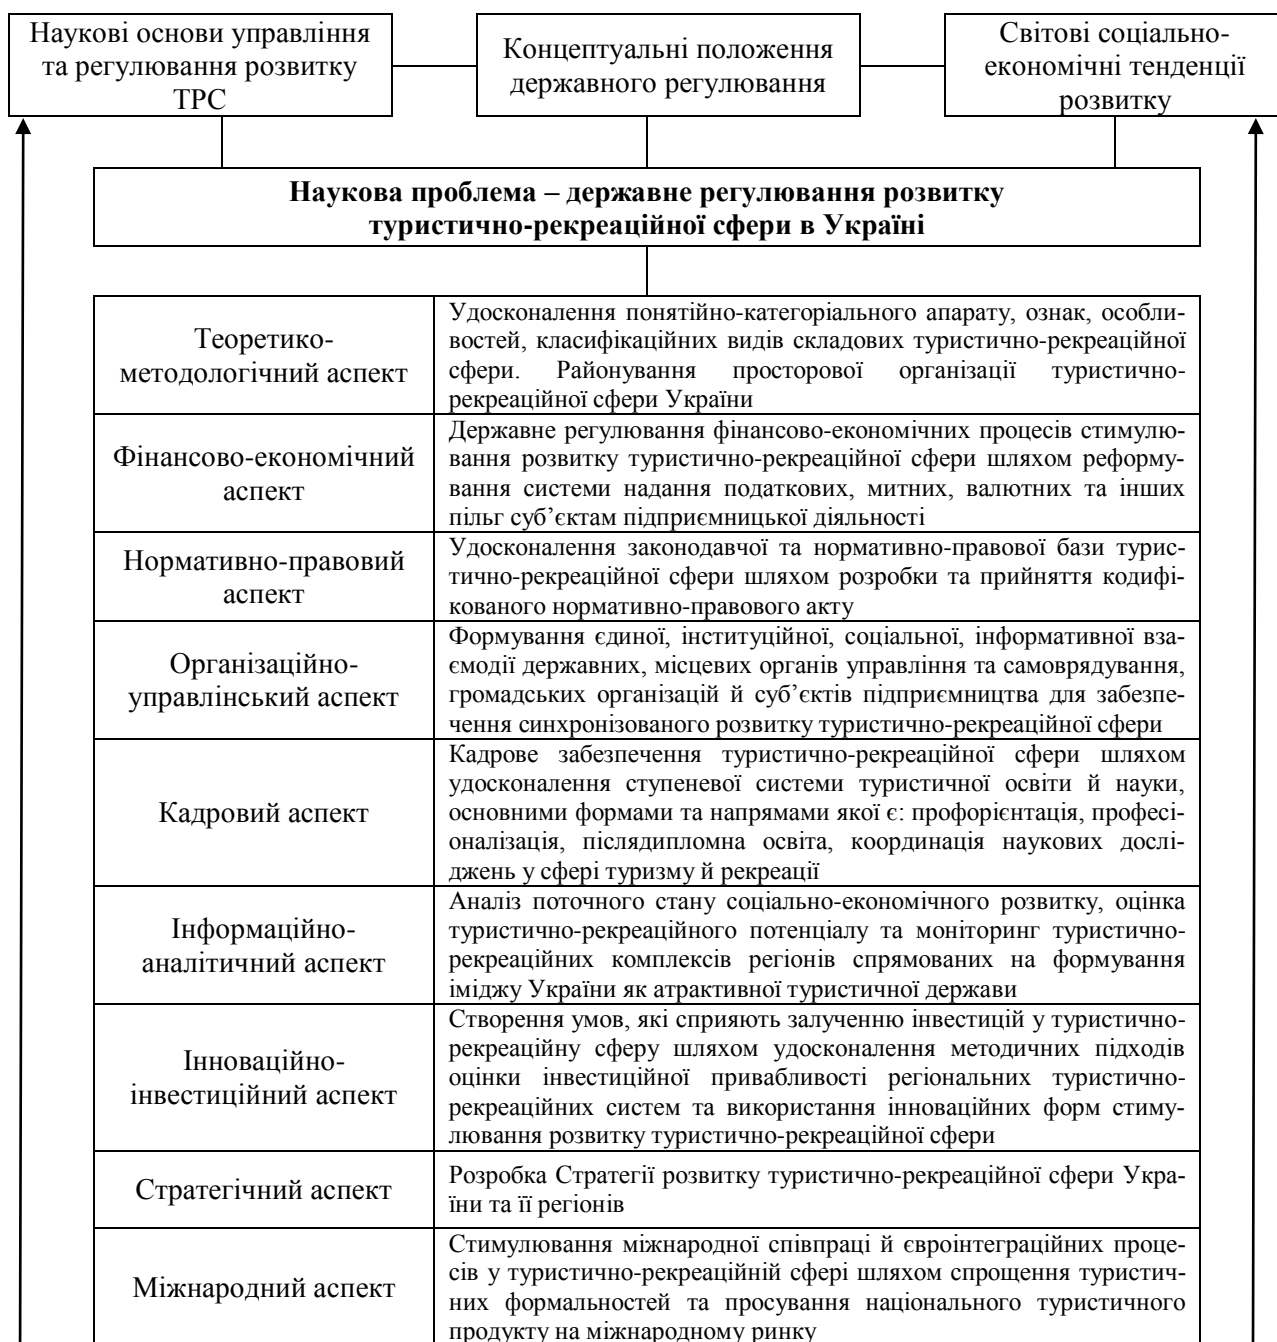 Наукові основи управління
та регулювання розвитку
ТРС
Концептуальні положення
державного регулювання
Світові соціально-
економічні тенденції
розвитку
Наукова проблема – державне регулювання розвитку
туристично-рекреаційної сфери в Україні
Теоретико-
методологічний аспект
Удосконалення понятійно-категоріального апарату, ознак, особли-
востей, класифікаційних видів складових туристично-рекреаційної
сфери. Районування просторової організації туристично-
рекреаційної сфери України
Фінансово-економічний
аспект
Державне регулювання фінансово-економічних процесів стимулю-
вання розвитку туристично-рекреаційної сфери шляхом реформу-
вання системи надання податкових, митних, валютних та інших
пільг суб’єктам підприємницької діяльності
Нормативно-правовий
аспект
Удосконалення законодавчої та нормативно-правової бази турис-
тично-рекреаційної сфери шляхом розробки та прийняття кодифі-
кованого нормативно-правового акту
Організаційно-
управлінський аспект
Формування єдиної, інституційної, соціальної, інформативної вза-
ємодії державних, місцевих органів управління та самоврядування,
громадських організацій й суб’єктів підприємництва для забезпе-
чення синхронізованого розвитку туристично-рекреаційної сфери
Кадровий аспект
Кадрове забезпечення туристично-рекреаційної сфери шляхом
удосконалення ступеневої системи туристичної освіти й науки,
основними формами та напрямами якої є: профорієнтація, професі-
оналізація, післядипломна освіта, координація наукових дослі-
джень у сфері туризму й рекреації
Інформаційно-
аналітичний аспект
Аналіз поточного стану соціально-економічного розвитку, оцінка
туристично-рекреаційного потенціалу та моніторинг туристично-
рекреаційних комплексів регіонів спрямованих на формування
іміджу України як атрактивної туристичної держави
Інноваційно-
інвестиційний аспект
Створення умов, які сприяють залученню інвестицій у туристично-
рекреаційну сферу шляхом удосконалення методичних підходів
оцінки інвестиційної привабливості регіональних туристично-
рекреаційних систем та використання інноваційних форм стиму-
лювання розвитку туристично-рекреаційної сфери
Стратегічний аспект
Розробка Стратегії розвитку туристично-рекреаційної сфери Укра-
їни та її регіонів
Міжнародний аспект
Стимулювання міжнародної співпраці й євроінтеграційних проце-
сів у туристично-рекреаційній сфері шляхом спрощення туристич-
них формальностей та просування національного туристичного
продукту на міжнародному ринку